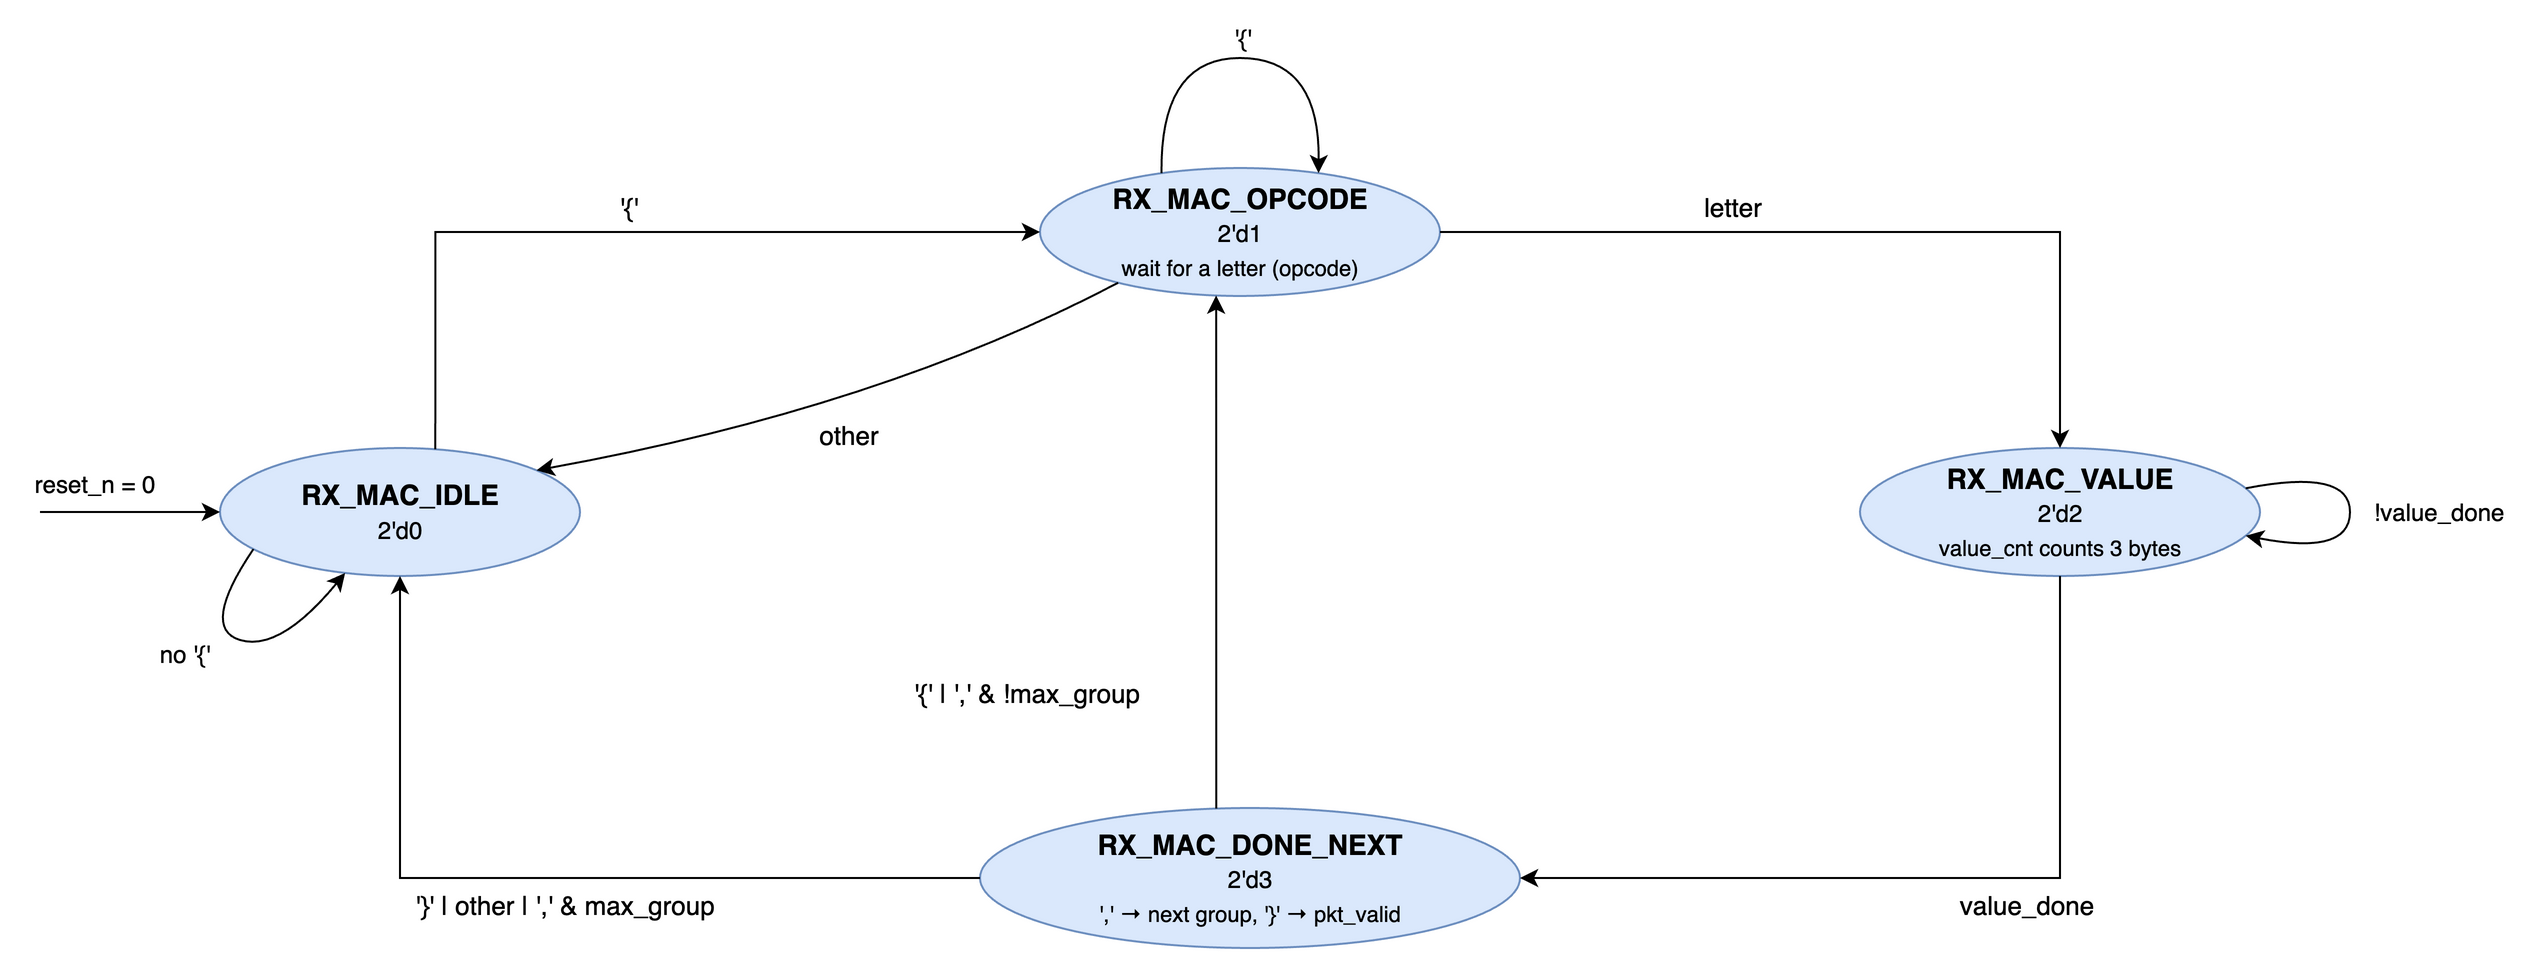 '{'
RX_MAC_OPCODE
2'd1
wait for a letter (opcode)
'{'
letter
other
reset_n = 0
RX_MAC_IDLE
2'd0
no '{'
RX_MAC_VALUE
2'd2
value_cnt counts 3 bytes
!value_done
'{' | ',' & !max_group
RX_MAC_DONE_NEXT
2'd3
',' → next group, '}' → pkt_valid
'}' | other | ',' & max_group
value_done